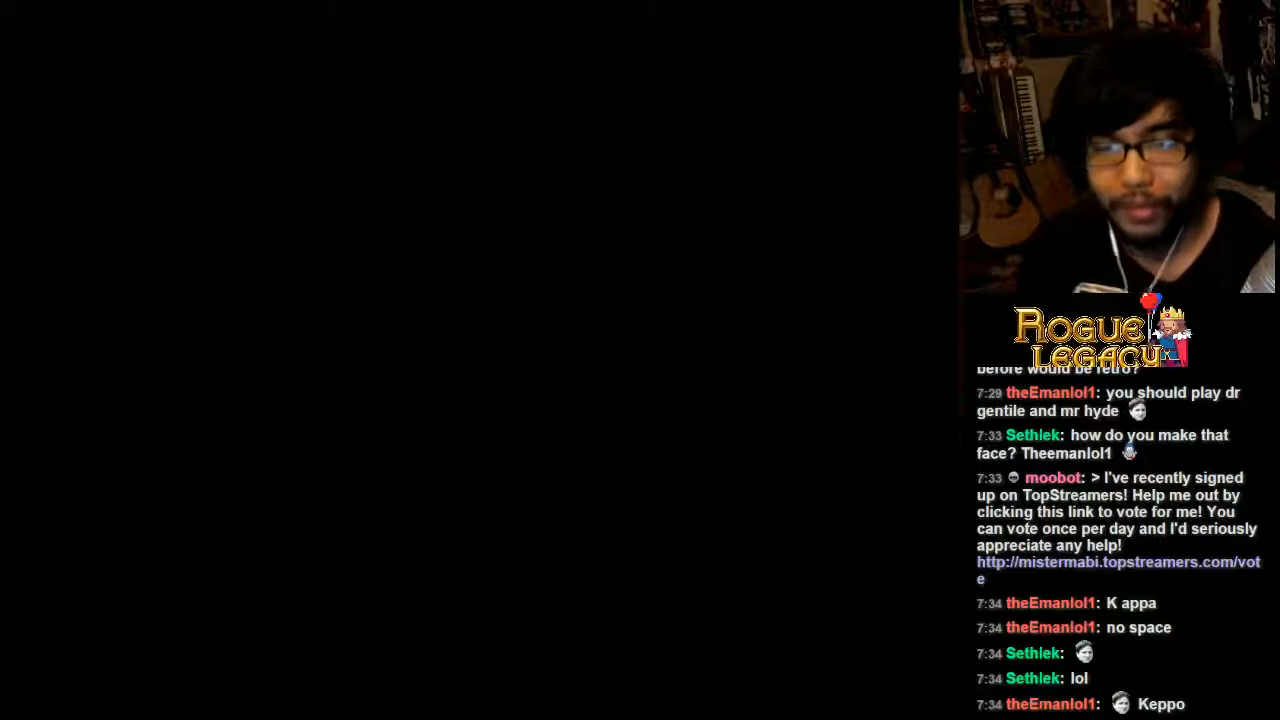 ROGUE
LEGACY
before would be retro?
7:29 theEmanlol1: you should play dr
gentile and mr hyde
7:33 Sethlek: how do you make that
face? Theemanlol1
7:33 moobot: > I've recently signed
up on TopStreamers! Help me out by
clicking this link to vote for me! You
can vote once per day and I'd seriously
appreciate any help!
http://mistermabi.topstreamers.com/vot
e
7:34 theEmanlol1: K appa
7:34 theEmanlol1: no space
7:34 Sethlek:
7:34 Sethlek: lol
7:34 theEmanlol1: Keppo